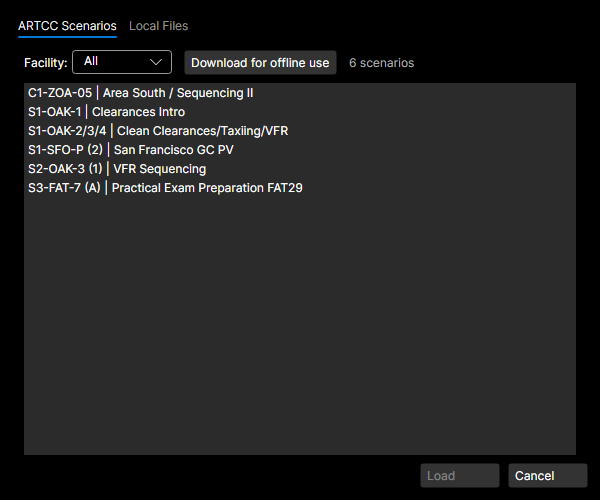 ARTCC Scenarios Local Files
Facility: All Download for offline use 6 scenarios
C1-ZOA-05 | Area South / Sequencing II
S1-OAK-1 | Clearances Intro
S1-OAK-2/3/4 | Clean Clearances/Taxiing/VFR
S1-SFO-P (2) | San Francisco GC PV
S2-OAK-3 (1) | VFR Sequencing
S3-FAT-7 (A) | Practical Exam Preparation FAT29
Load Cancel